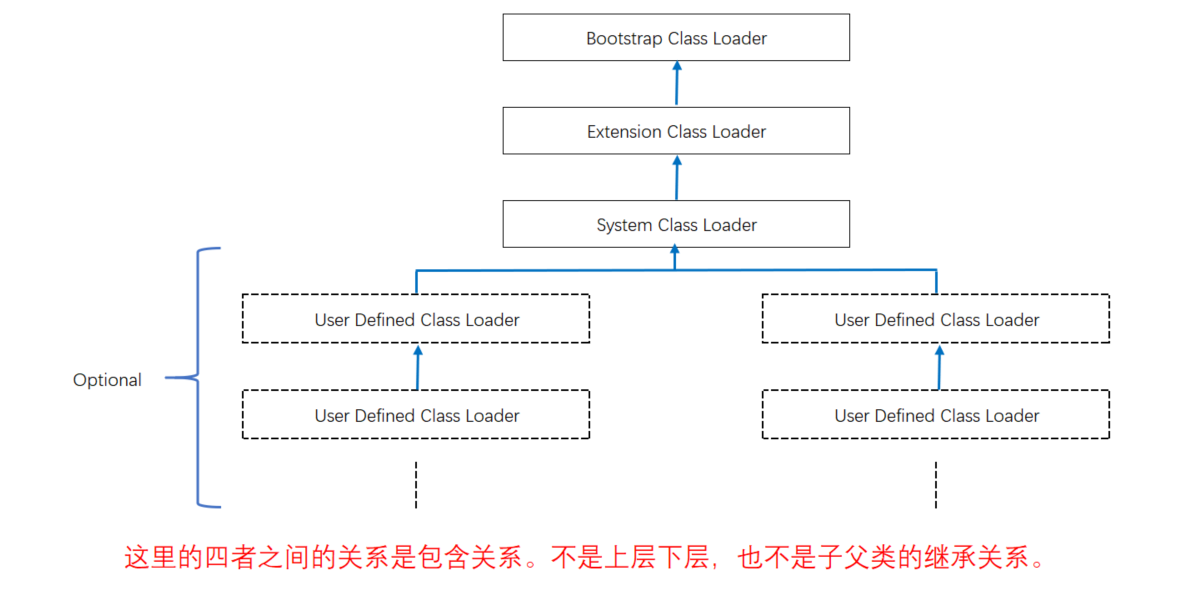 Bootstrap Class Loader
Extension Class Loader
System Class Loader
User Defined Class Loader
User Defined Class Loader
Optional
User Defined Class Loader
User Defined Class Loader
这里的四者之间的关系是包含关系。不是上层下层，也不是子父类的继承关系。